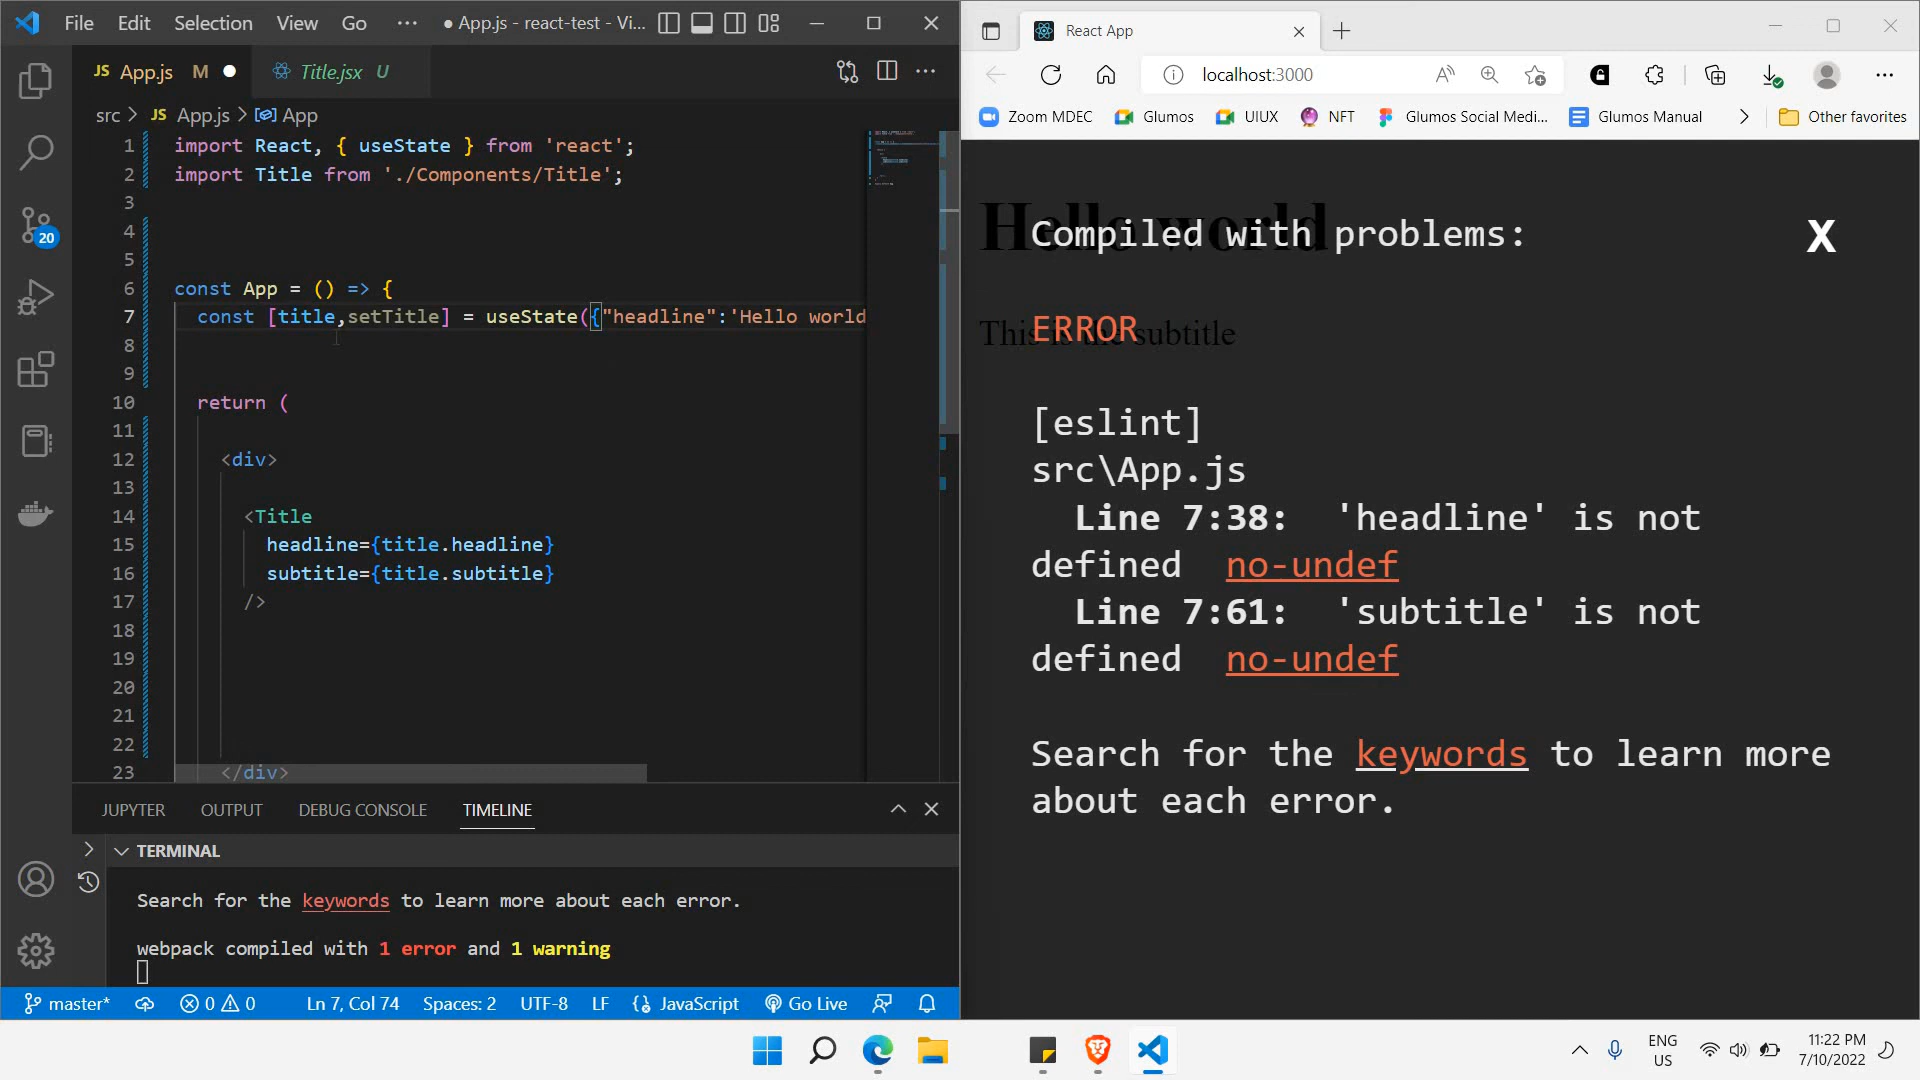 File Edit Selection View Go ··· ● App.js - react-test - Vi...
JS App.js M ● Title.jsx U
src > JS App.js > App
1 import React, { useState } from 'react';
2 import Title from './Components/Title';
3
4
5
6 const App = () => {
7 const [title,setTitle] = useState({"headline":'Hello world
8
9
10 return (
11
12 <div>
13
14 <Title
15 headline={title.headline}
16 subtitle={title.subtitle}
17 />
18
19
20
21
22
23 </div>
20
JUPYTER OUTPUT DEBUG CONSOLE TIMELINE
TERMINAL
Search for the keywords to learn more about each error.
webpack compiled with 1 error and 1 warning
master* 0 0 Ln 7, Col 74 Spaces: 2 UTF-8 LF JavaScript Go Live
React App
localhost:3000
Zoom MDEC Glumos UIUX NFT Glumos Social Medi... Glumos Manual Other favorites
Hello world
Compiled with problems: X
This is the subtitle
ERROR
[eslint]
src\App.js
Line 7:38: 'headline' is not
defined no-undef
Line 7:61: 'subtitle' is not
defined no-undef
Search for the keywords to learn more
about each error.
ENG
US
11:22 PM
7/10/2022